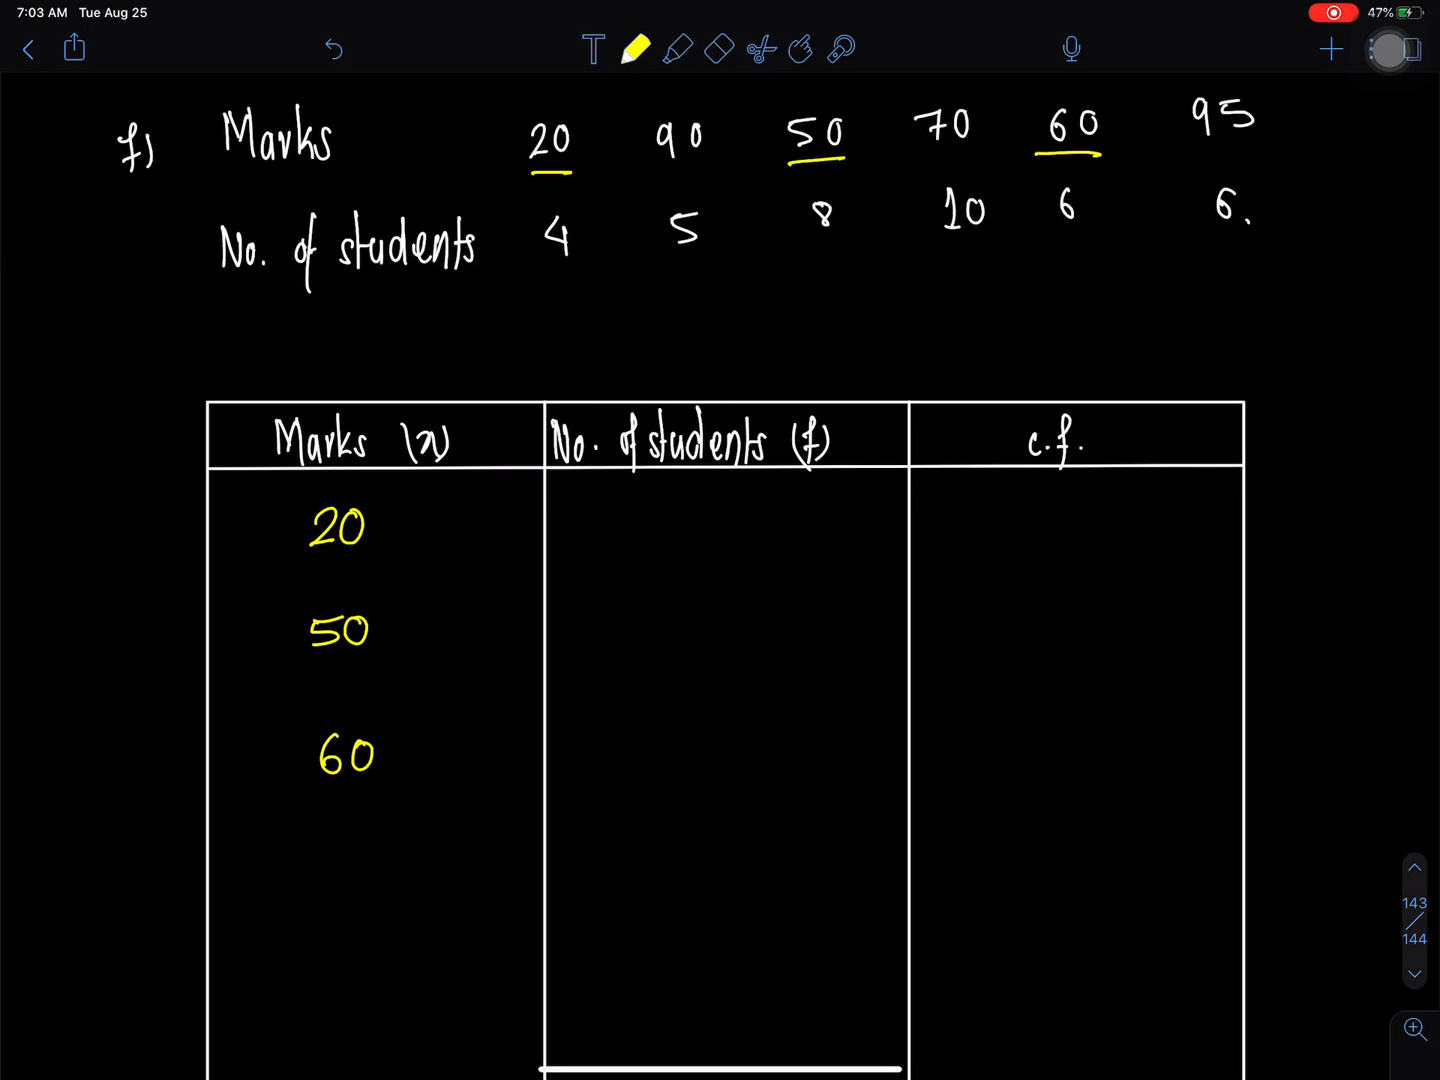 7:03 AM Tue Aug 25
47%
f) Marks 20 90 50 70 60 95
No. of students 4 5 8 10 6 6.
Marks (x) No. of students (f) c.f.
20
50
60
143
144